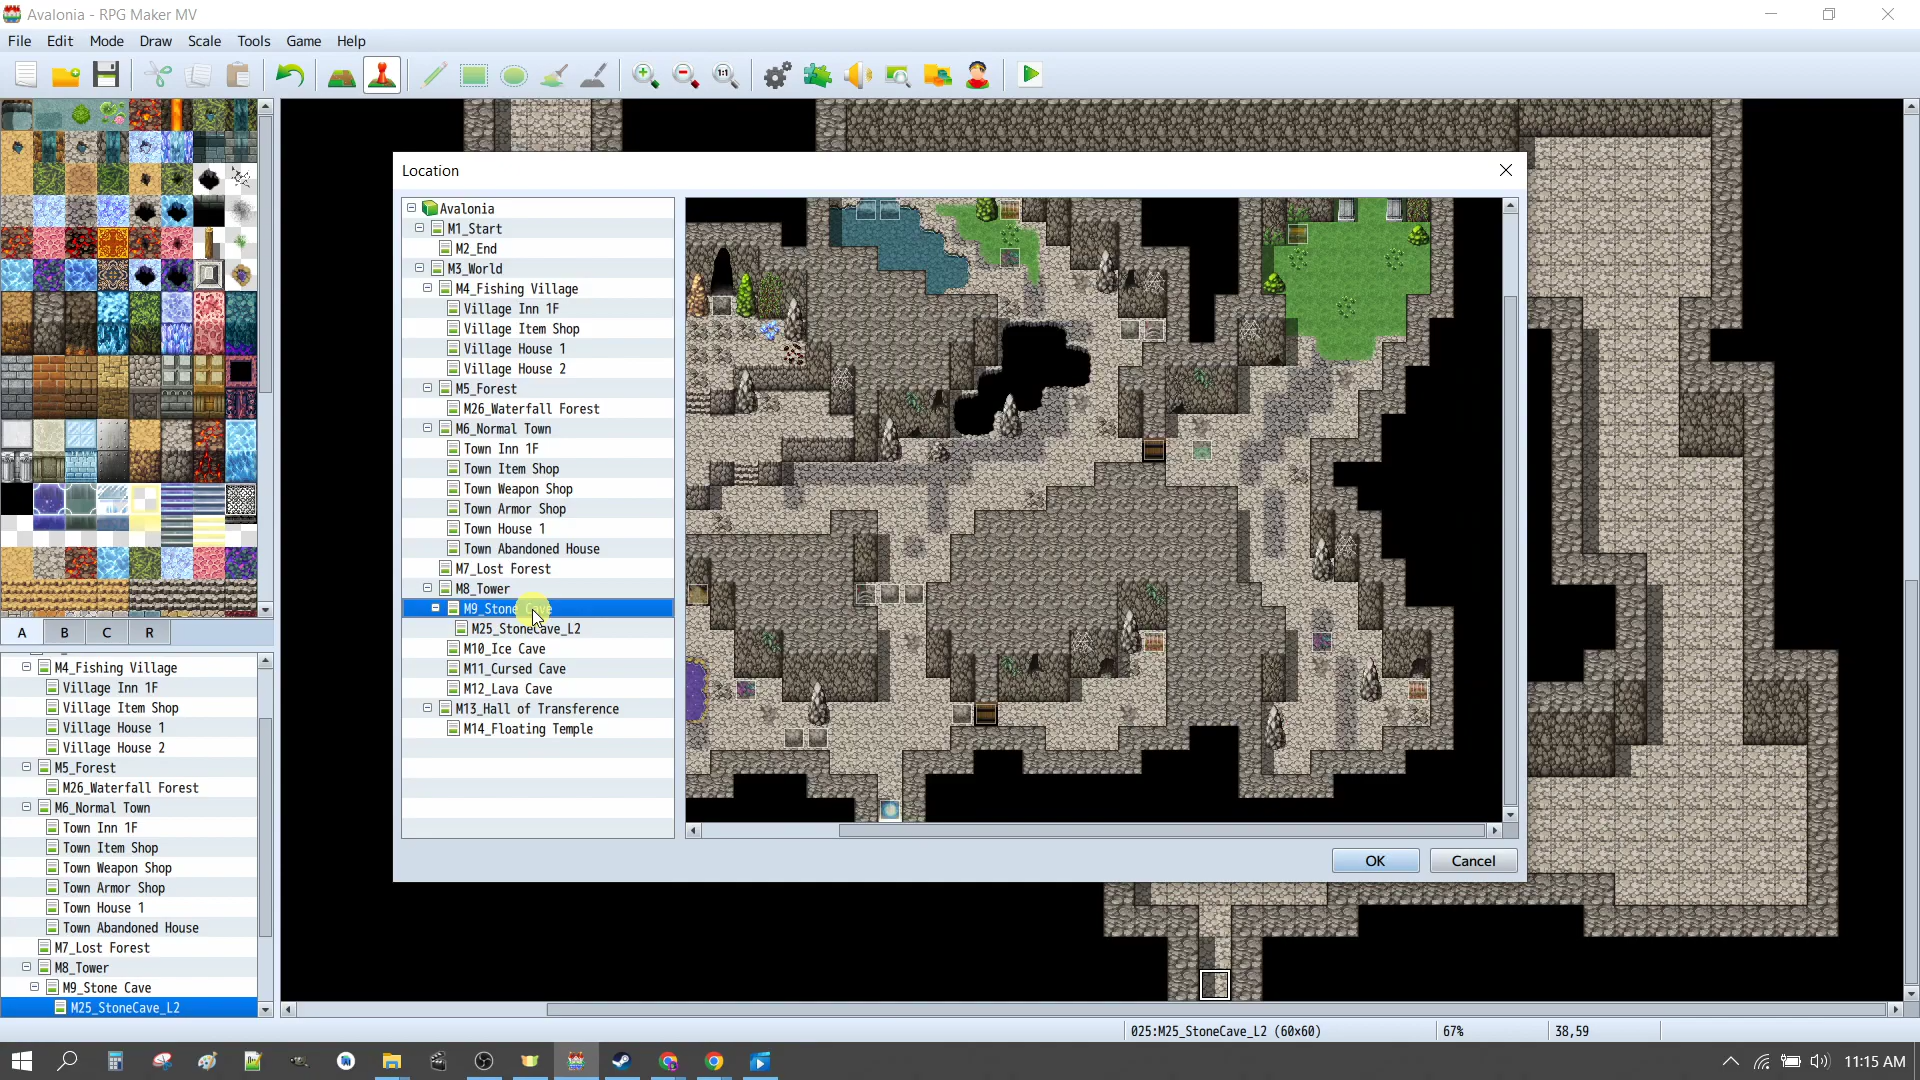 Avalonia - RPG Maker MV
File Edit Mode Draw Scale Tools Game Help
1:1
Location
Avalonia
M1_Start
M2_End
M3_World
M4_Fishing Village
Village Inn 1F
Village Item Shop
Village House 1
Village House 2
M5_Forest
M26_Waterfall Forest
M6_Normal Town
Town Inn 1F
Town Item Shop
Town Weapon Shop
Town Armor Shop
Town House 1
Town Abandoned House
M7_Lost Forest
M8_Tower
M9_Stone Cave
M25_StoneCave_L2
M10_Ice Cave
M11_Cursed Cave
M12_Lava Cave
M13_Hall of Transference
M14_Floating Temple
OK Cancel
A B C R
M4_Fishing Village
Village Inn 1F
Village Item Shop
Village House 1
Village House 2
M5_Forest
M26_Waterfall Forest
M6_Normal Town
Town Inn 1F
Town Item Shop
Town Weapon Shop
Town Armor Shop
Town House 1
Town Abandoned House
M7_Lost Forest
M8_Tower
M9_Stone Cave
M25_StoneCave_L2
025:M25_StoneCave_L2 (60x60) 67% 38,59
11:15 AM